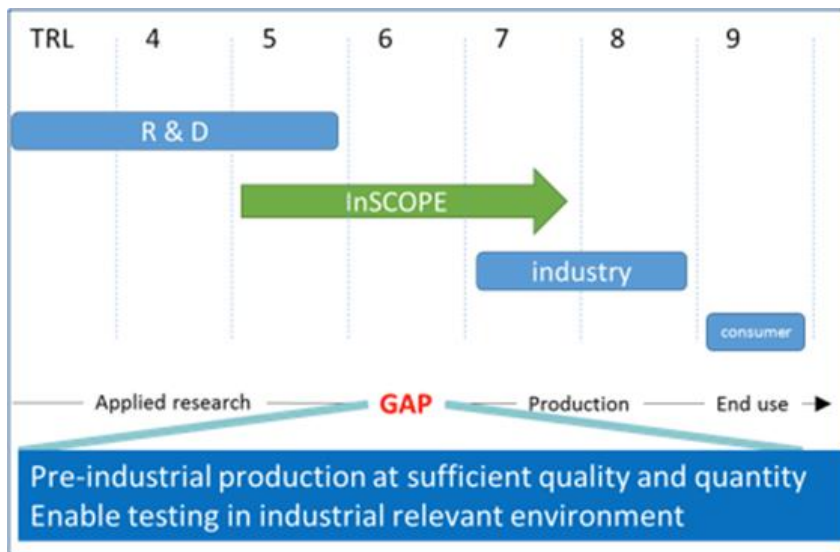 TRL 4 5 6 7 8 9
R & D
InSCOPE
industry
consumer
Applied research GAP Production End use
Pre-industrial production at sufficient quality and quantity
Enable testing in industrial relevant environment